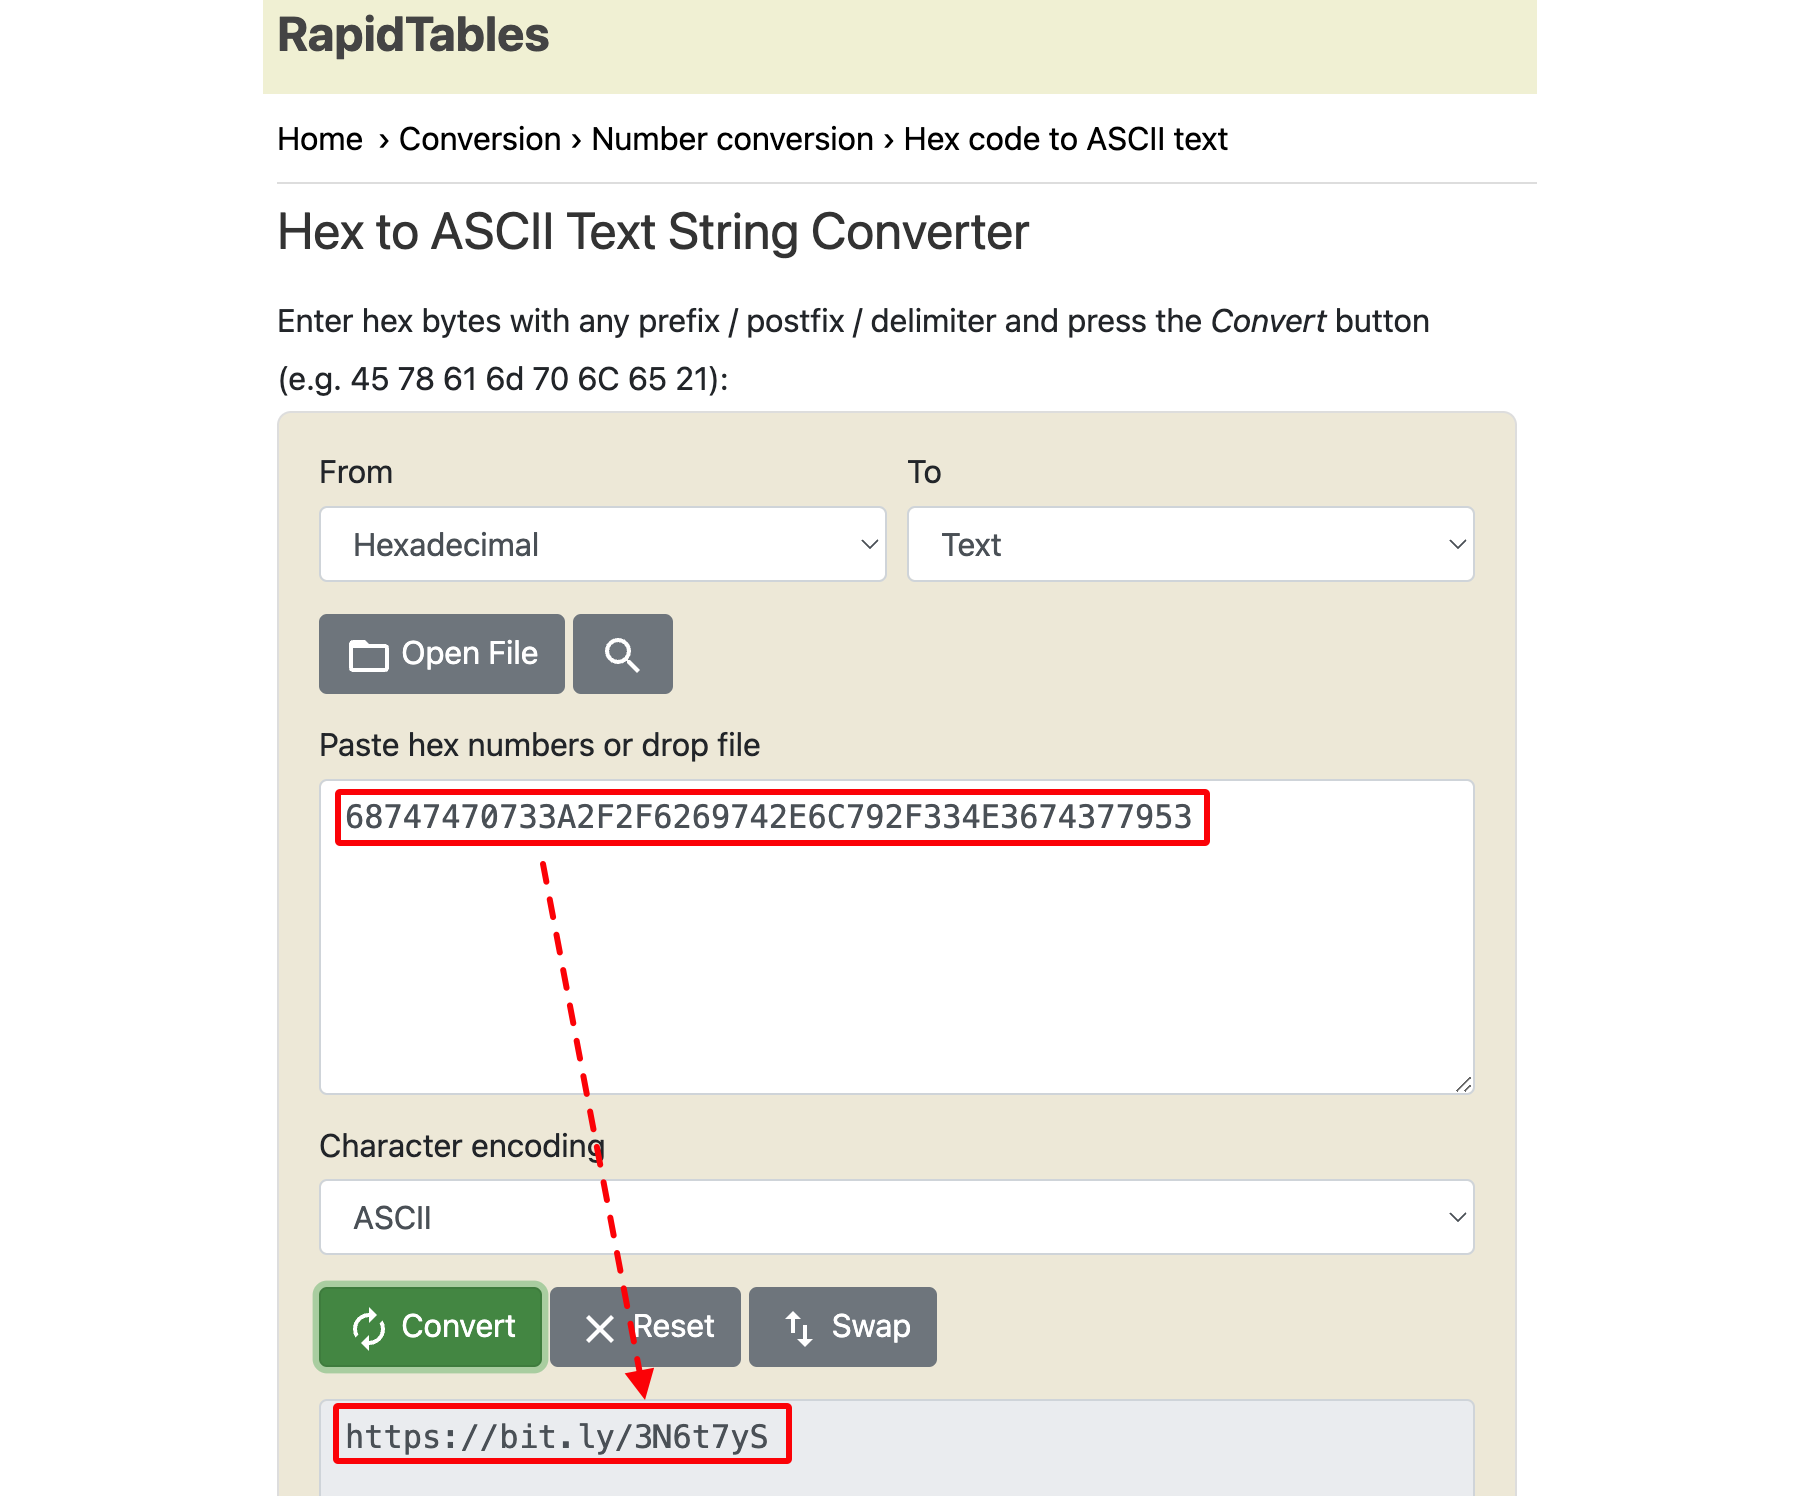 RapidTables
Home › Conversion › Number conversion › Hex code to ASCII text
Hex to ASCII Text String Converter
Enter hex bytes with any prefix / postfix / delimiter and press the Convert button
(e.g. 45 78 61 6d 70 6C 65 21):
From To
Hexadecimal Text
Open File
Paste hex numbers or drop file
68747470733A2F2F6269742E6C792F334E3674377953
Character encoding
ASCII
Convert Reset Swap
https://bit.ly/3N6t7yS